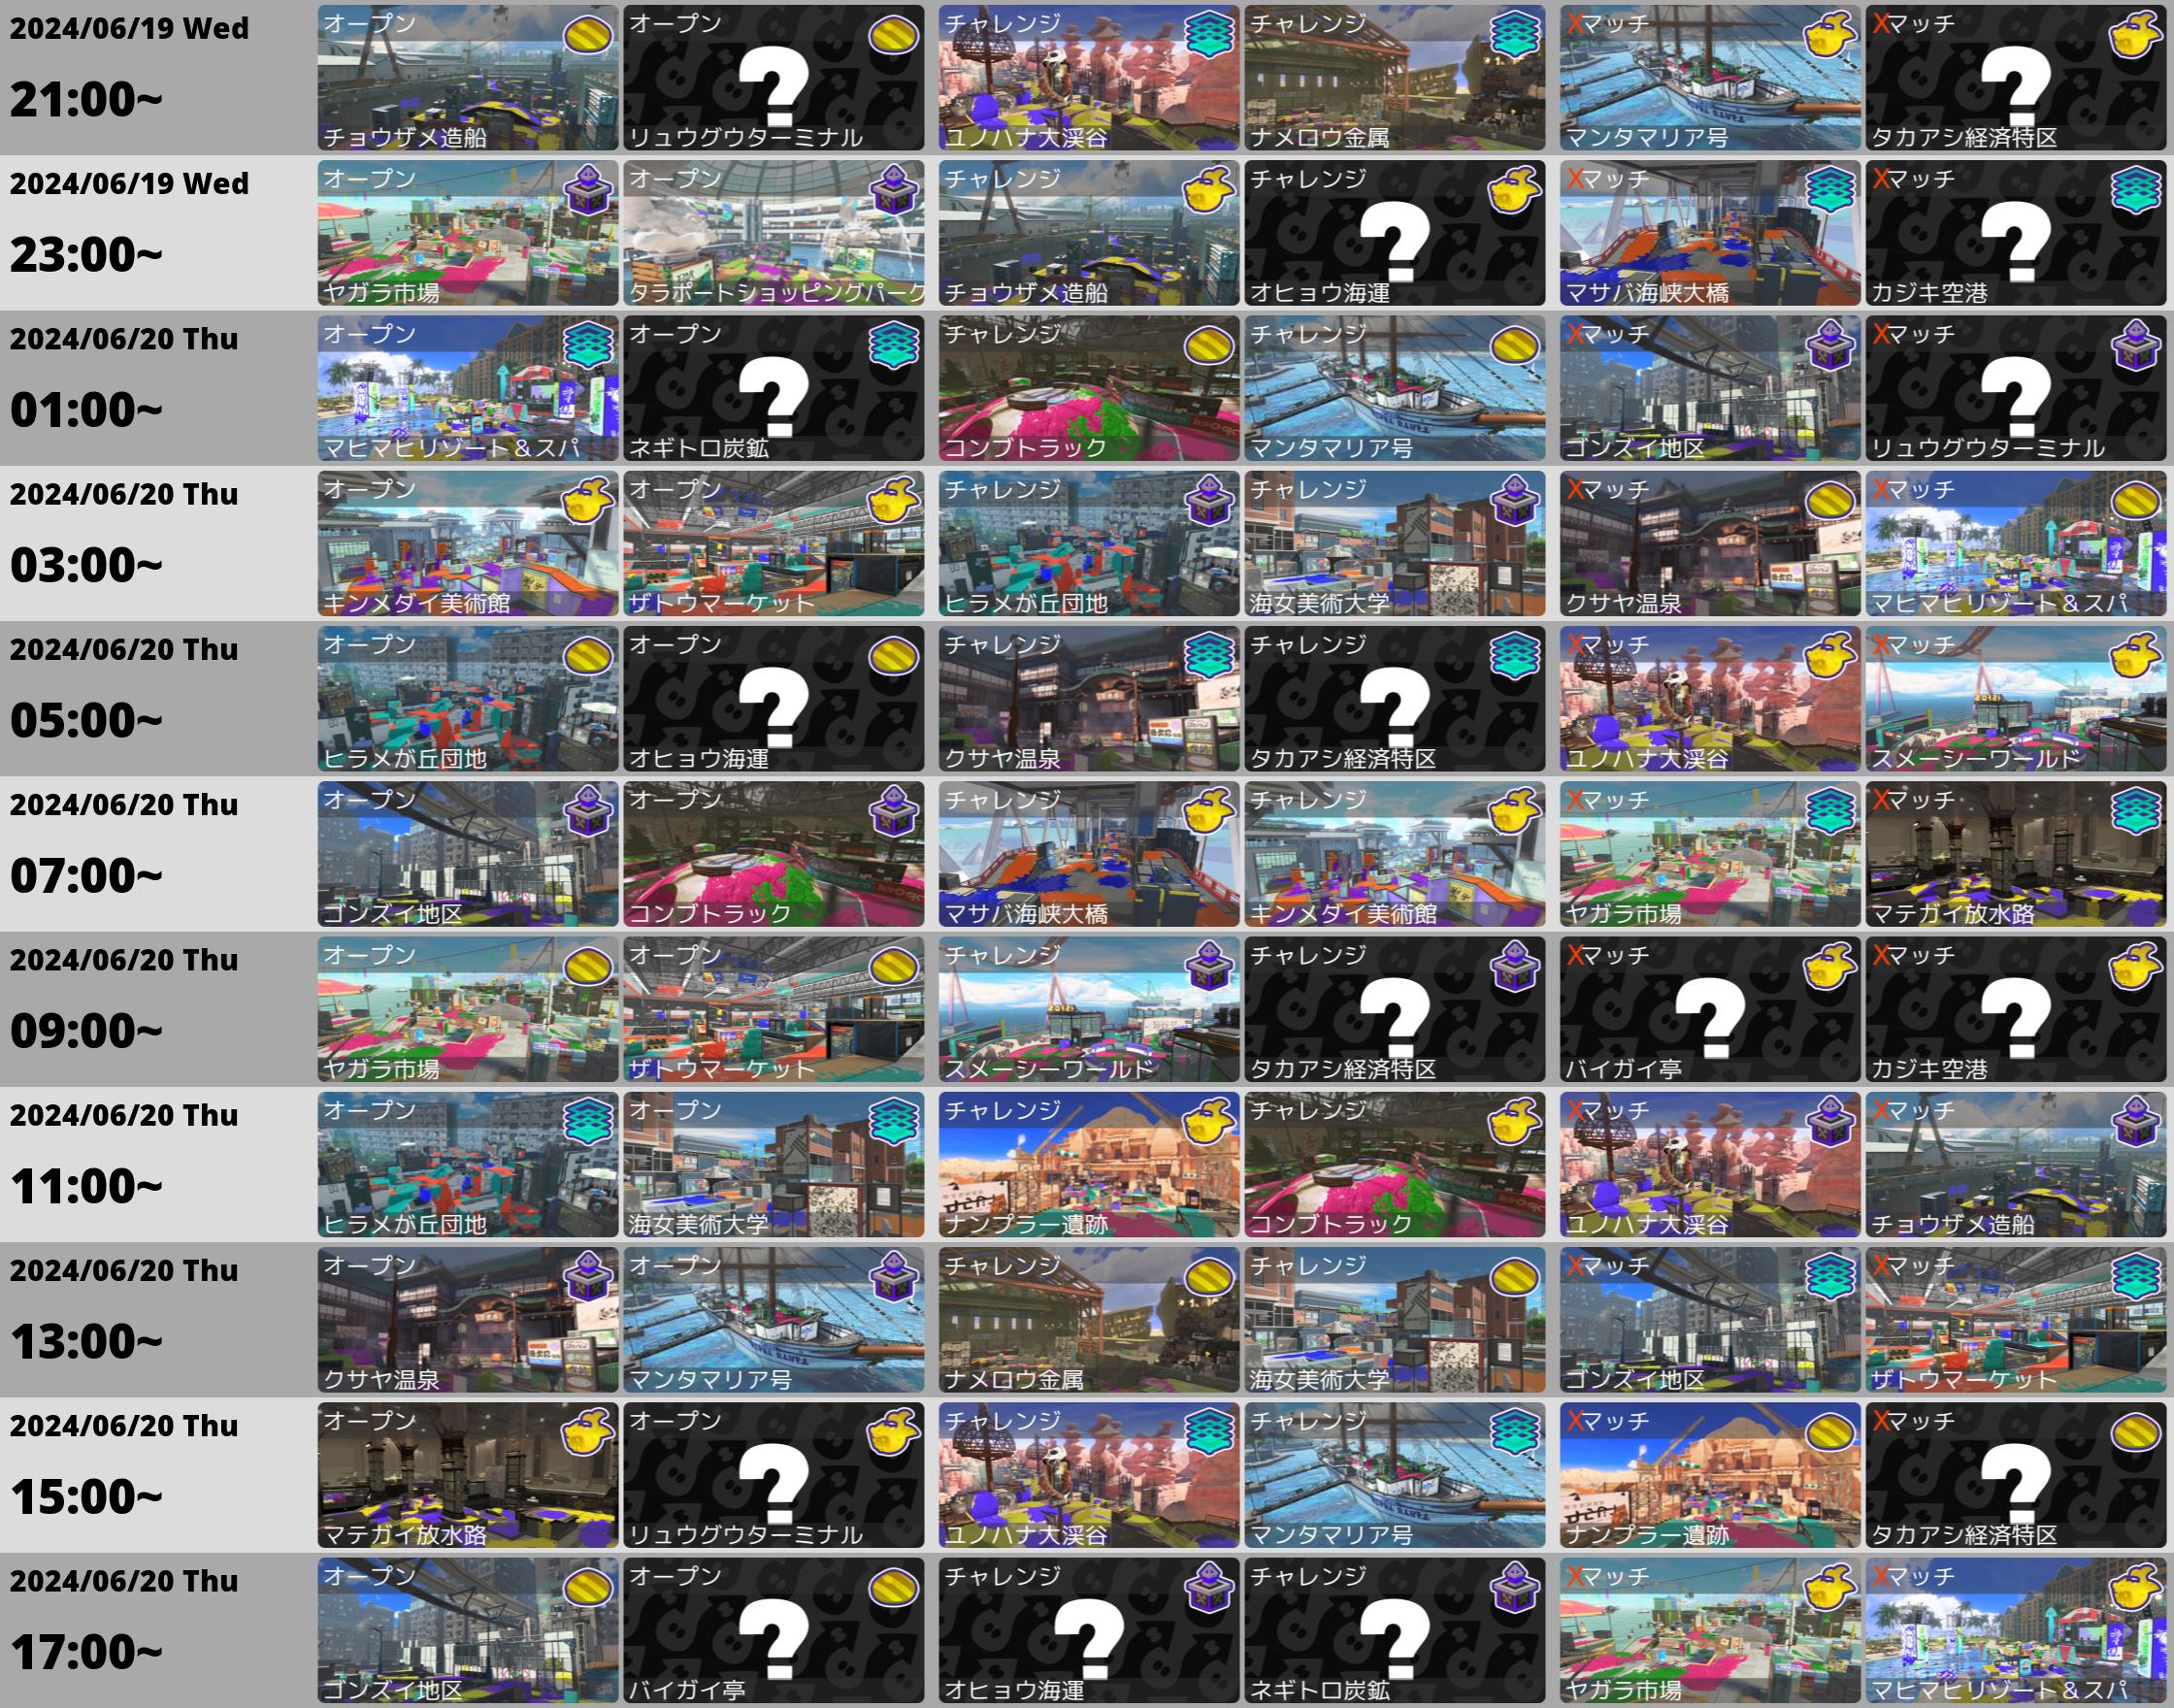 2024/06/19 Wed
21:00~
オープン
チョウザメ造船
オープン
リュウグウターミナル
チャレンジ
ユノハナ大渓谷
チャレンジ
ナメロウ金属
Xマッチ
マンタマリア号
Xマッチ
タカアシ経済特区
2024/06/19 Wed
23:00~
オープン
ヤガラ市場
オープン
タラポートショッピングパーク
チャレンジ
チョウザメ造船
チャレンジ
オヒョウ海運
Xマッチ
マサバ海峡大橋
Xマッチ
カジキ空港
2024/06/20 Thu
01:00~
オープン
マヒマヒリゾート＆スパ
オープン
ネギトロ炭鉱
チャレンジ
コンブトラック
チャレンジ
マンタマリア号
Xマッチ
ゴンズイ地区
Xマッチ
リュウグウターミナル
2024/06/20 Thu
03:00~
オープン
キンメダイ美術館
オープン
ザトウマーケット
チャレンジ
ヒラメが丘団地
チャレンジ
海女美術大学
Xマッチ
クサヤ温泉
Xマッチ
マヒマヒリゾート＆スパ
2024/06/20 Thu
05:00~
オープン
ヒラメが丘団地
オープン
オヒョウ海運
チャレンジ
クサヤ温泉
チャレンジ
タカアシ経済特区
Xマッチ
ユノハナ大渓谷
Xマッチ
スメーシーワールド
2024/06/20 Thu
07:00~
オープン
ゴンズイ地区
オープン
コンブトラック
チャレンジ
マサバ海峡大橋
チャレンジ
キンメダイ美術館
Xマッチ
ヤガラ市場
Xマッチ
マテガイ放水路
2024/06/20 Thu
09:00~
オープン
ヤガラ市場
オープン
ザトウマーケット
チャレンジ
スメーシーワールド
チャレンジ
タカアシ経済特区
Xマッチ
バイガイ亭
Xマッチ
カジキ空港
2024/06/20 Thu
11:00~
オープン
ヒラメが丘団地
オープン
海女美術大学
チャレンジ
ナンプラー遺跡
チャレンジ
コンブトラック
Xマッチ
ユノハナ大渓谷
Xマッチ
チョウザメ造船
2024/06/20 Thu
13:00~
オープン
クサヤ温泉
オープン
マンタマリア号
チャレンジ
ナメロウ金属
チャレンジ
海女美術大学
Xマッチ
ゴンズイ地区
Xマッチ
ザトウマーケット
2024/06/20 Thu
15:00~
オープン
マテガイ放水路
オープン
リュウグウターミナル
チャレンジ
ユノハナ大渓谷
チャレンジ
マンタマリア号
Xマッチ
ナンプラー遺跡
Xマッチ
タカアシ経済特区
2024/06/20 Thu
17:00~
オープン
ゴンズイ地区
オープン
バイガイ亭
チャレンジ
オヒョウ海運
チャレンジ
ネギトロ炭鉱
Xマッチ
ヤガラ市場
Xマッチ
マヒマヒリゾート＆スパ